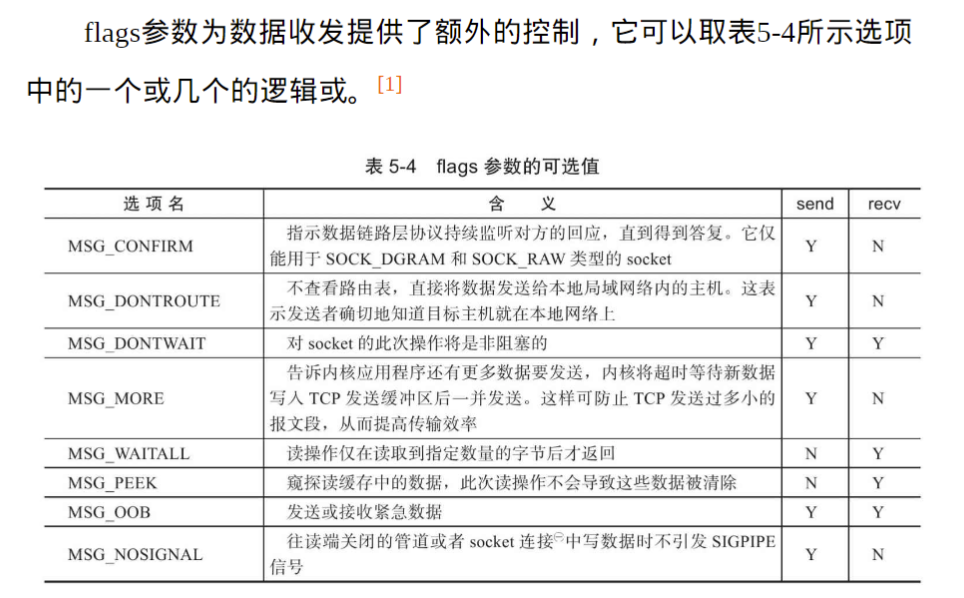 flags参数为数据收发提供了额外的控制，它可以取表5-4所示选项
中的一个或几个的逻辑或。[1]
表 5-4 flags 参数的可选值
选 项 名 含 义 send recv
MSG_CONFIRM 指示数据链路层协议持续监听对方的回应，直到得到答复。它仅 Y N
能用于 SOCK_DGRAM 和 SOCK_RAW 类型的 socket
MSG_DONTROUTE 不查看路由表，直接将数据发送给本地局域网络内的主机。这表 Y N
示发送者确切地知道目标主机就在本地网络上
MSG_DONTWAIT 对 socket 的此次操作将是非阻塞的 Y Y
告诉内核应用程序还有更多数据要发送，内核将超时等待新数据
MSG_MORE 写入 TCP 发送缓冲区后一并发送。这样可防止 TCP 发送过多小的 Y N
报文段，从而提高传输效率
MSG_WAITALL 读操作仅在读取到指定数量的字节后才返回 N Y
MSG_PEEK 窥探读缓存中的数据，此次读操作不会导致这些数据被清除 N Y
MSG_OOB 发送或接收紧急数据 Y Y
MSG_NOSIGNAL 往读端关闭的管道或者 socket 连接㊀中写数据时不引发 SIGPIPE Y N
信号